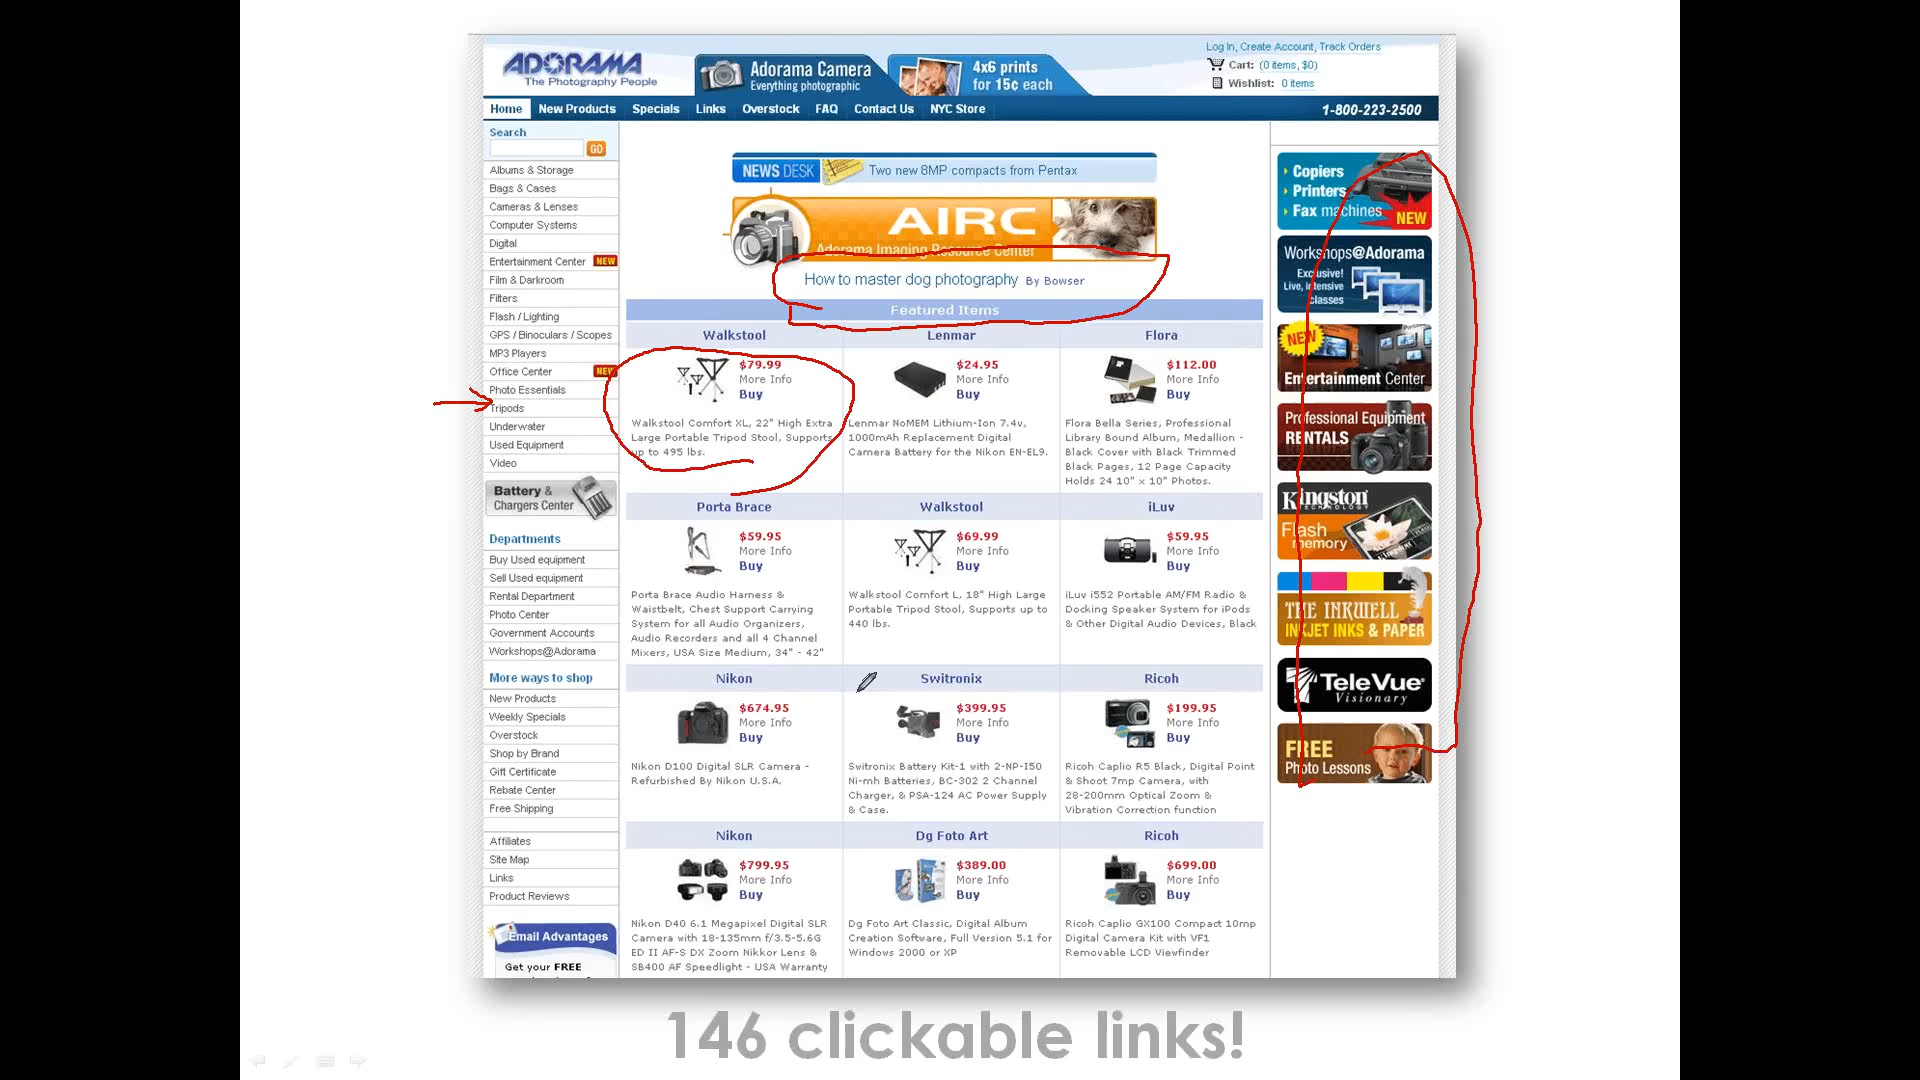 ADORAMA
The Photography People
Adorama Camera
Everything photographic
4x6 prints
for 15¢ each
Log In, Create Account, Track Orders
Cart: (0 items, $0)
Wishlist: 0 items
Home New Products Specials Links Overstock FAQ Contact Us NYC Store 1-800-223-2500
Search
GO
Albums & Storage
Bags & Cases
Cameras & Lenses
Computer Systems
Digital
Entertainment Center NEW
Film & Darkroom
Filters
Flash / Lighting
GPS / Binoculars / Scopes
MP3 Players
Office Center NEW
Photo Essentials
Tripods
Underwater
Used Equipment
Video
Battery &
Chargers Center
Departments
Buy Used equipment
Sell Used equipment
Rental Department
Photo Center
Government Accounts
Workshops@Adorama
More ways to shop
New Products
Weekly Specials
Overstock
Shop by Brand
Gift Certificate
Rebate Center
Free Shipping
Affiliates
Site Map
Links
Product Reviews
Email Advantages
Get your FREE
NEWS DESK Two new 8MP compacts from Pentax
AIRC
Adorama Imaging Resource Center
How to master dog photography By Bowser
Featured Items
Walkstool
$79.99
More Info
Buy
Walkstool Comfort XL, 22" High Extra
Large Portable Tripod Stool, Supports
up to 495 lbs.
Lenmar
$24.95
More Info
Buy
Lenmar NoMEM Lithium-Ion 7.4v,
1000mAh Replacement Digital
Camera Battery for the Nikon EN-EL9.
Flora
$112.00
More Info
Buy
Flora Bella Series, Professional
Library Bound Album, Medallion -
Black Cover with Black Trimmed
Black Pages, 12 Page Capacity
Holds 24 10" x 10" Photos.
Porta Brace
$59.95
More Info
Buy
Porta Brace Audio Harness &
Waistbelt, Chest Support Carrying
System for all Audio Organizers,
Audio Recorders and all 4 Channel
Mixers, USA Size Medium, 34" - 42"
Walkstool
$69.99
More Info
Buy
Walkstool Comfort L, 18" High Large
Portable Tripod Stool, Supports up to
440 lbs.
iLuv
$59.95
More Info
Buy
iLuv i552 Portable AM/FM Radio &
Docking Speaker System for iPods
& Other Digital Audio Devices, Black
Nikon
$674.95
More Info
Buy
Nikon D100 Digital SLR Camera -
Refurbished By Nikon U.S.A.
Switronix
$399.95
More Info
Buy
Switronix Battery Kit-1 with 2-NP-I50
Ni-mh Batteries, BC-302 2 Channel
Charger, & PSA-124 AC Power Supply
& Case.
Ricoh
$199.95
More Info
Buy
Ricoh Caplio R5 Black, Digital Point
& Shoot 7mp Camera, with
28-200mm Optical Zoom &
Vibration Correction function
Nikon
$799.95
More Info
Buy
Nikon D40 6.1 Megapixel Digital SLR
Camera with 18-135mm f/3.5-5.6G
ED II AF-S DX Zoom Nikkor Lens &
SB400 AF Speedlight - USA Warranty
Dg Foto Art
$389.00
More Info
Buy
Dg Foto Art Classic, Digital Album
Creation Software, Full Version 5.1 for
Windows 2000 or XP
Ricoh
$699.00
More Info
Buy
Ricoh Caplio GX100 Compact 10mp
Digital Camera Kit with VF1
Removable LCD Viewfinder
Copiers
Printers
Fax machines
NEW
Workshops@Adorama
Exclusive!
Live, intensive
classes
NEW
Entertainment Center
Professional Equipment
RENTALS
Kingston
TECHNOLOGY
Flash
memory
THE INKWELL
INKJET INKS & PAPER
TeleVue
Visionary
FREE
Photo Lessons
146 clickable links!